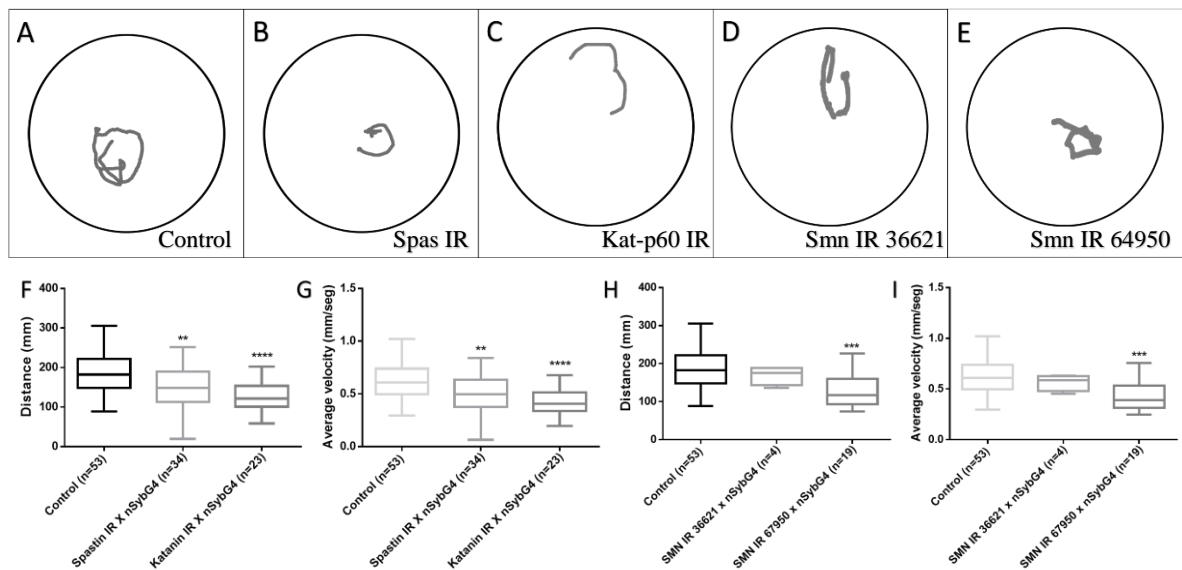 A
Control
B
Spas IR
C
Kat-p60 IR
D
Smn IR 36621
E
Smn IR 64950
F
Distance (mm)
400
300
200
100
0
**
****
Control (n=53)
Spastin IR X nSybG4 (n=34)
Katanin IR X nSybG4 (n=23)
G
Average velocity (mm/seg)
1.5
1.0
0.5
0.0
**
****
Control (n=53)
Spastin IR X nSybG4 (n=34)
Katanin IR X nSybG4 (n=23)
H
Distance (mm)
400
300
200
100
0
***
Control (n=53)
SMN IR 36621 x nSybG4 (n=4)
SMN IR 67950 x nSybG4 (n=19)
I
Average velocity (mm/seg)
1.5
1.0
0.5
0.0
***
Control (n=53)
SMN IR 36621 x nSybG4 (n=4)
SMN IR 67950 x nSybG4 (n=19)